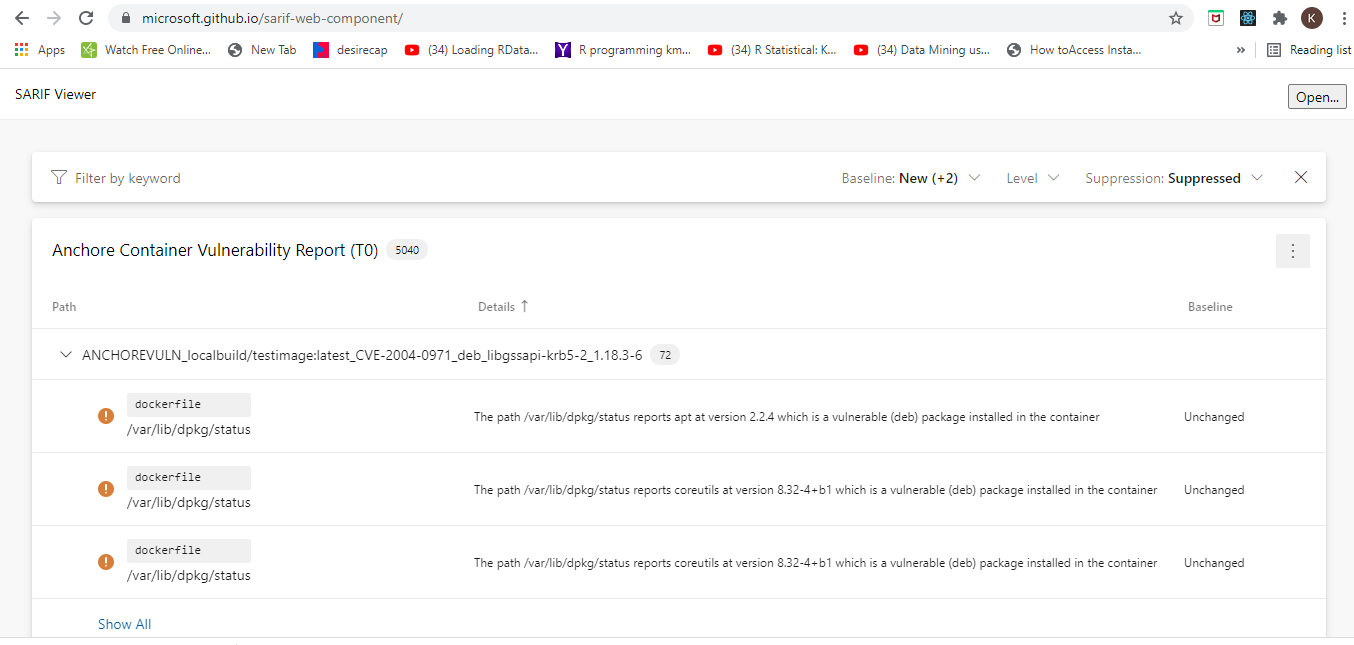 microsoft.github.io/sarif-web-component/
K
Apps Watch Free Online... New Tab desirecap (34) Loading RData... R programming km... (34) R Statistical: K... (34) Data Mining us... How toAccess Insta... » Reading list
SARIF Viewer Open...
Filter by keyword Baseline: New (+2) Level Suppression: Suppressed
Anchore Container Vulnerability Report (T0) 5040
Path Details ↑ Baseline
ANCHOREVULN_localbuild/testimage:latest_CVE-2004-0971_deb_libgssapi-krb5-2_1.18.3-6 72
dockerfile
/var/lib/dpkg/status The path /var/lib/dpkg/status reports apt at version 2.2.4 which is a vulnerable (deb) package installed in the container Unchanged
dockerfile
/var/lib/dpkg/status The path /var/lib/dpkg/status reports coreutils at version 8.32-4+b1 which is a vulnerable (deb) package installed in the container Unchanged
dockerfile
/var/lib/dpkg/status The path /var/lib/dpkg/status reports coreutils at version 8.32-4+b1 which is a vulnerable (deb) package installed in the container Unchanged
Show All